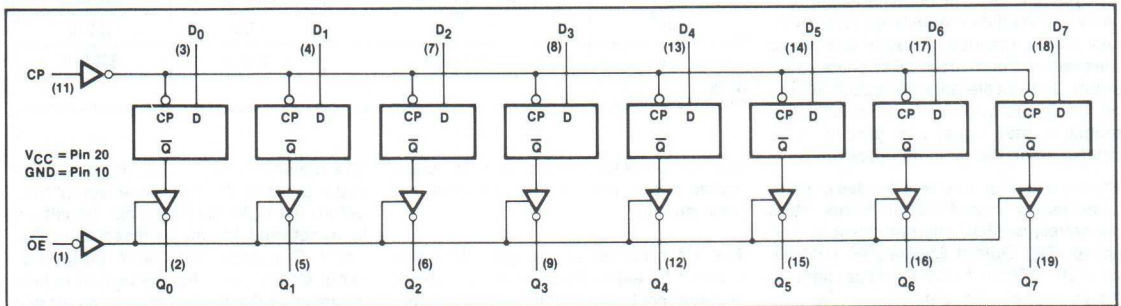 D0 D1 D2 D3 D4 D5 D6 D7
(3) (4) (7) (8) (13) (14) (17) (18)
CP
(11)
CP D CP D CP D CP D CP D CP D CP D CP D
Q̅ Q̅ Q̅ Q̅ Q̅ Q̅ Q̅ Q̅
VCC = Pin 20
GND = Pin 10
O̅E̅
(1) (2) (5) (6) (9) (12) (15) (16) (19)
Q0 Q1 Q2 Q3 Q4 Q5 Q6 Q7